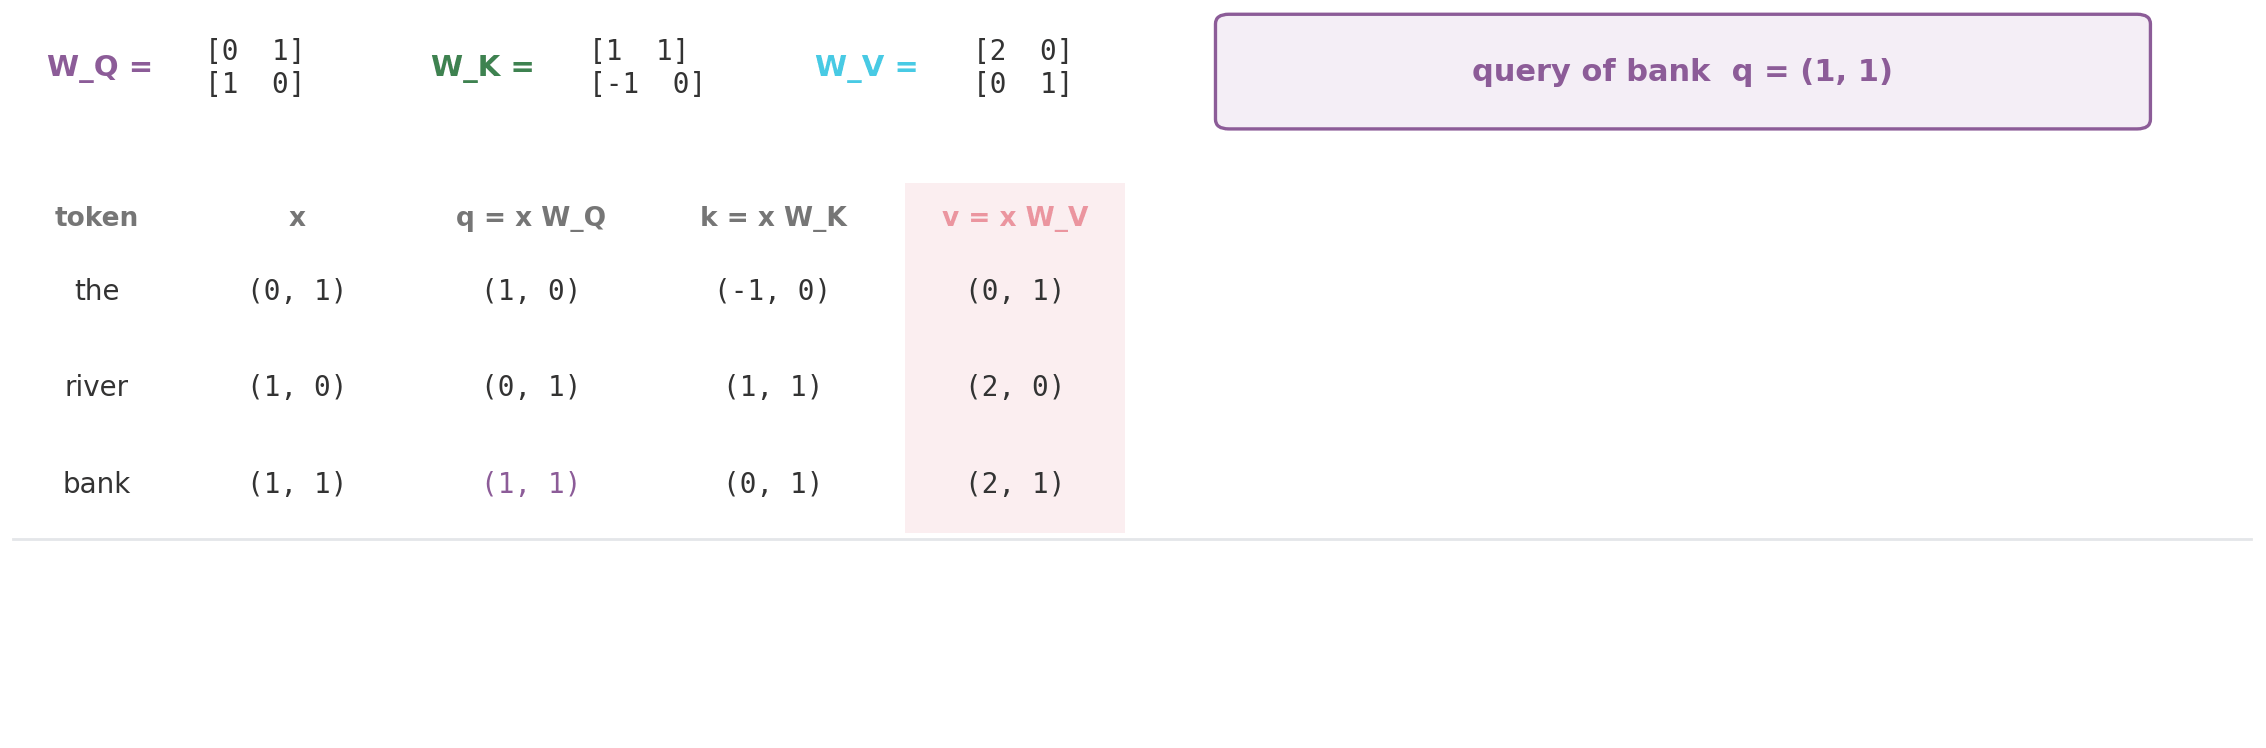 W_Q = [0  1]
[1  0]
W_K = [1  1]
[-1  0]
W_V = [2  0]
[0  1]
query of bank  q = (1, 1)
token x q = x W_Q k = x W_K v = x W_V
the (0, 1) (1, 0) (-1, 0) (0, 1)
river (1, 0) (0, 1) (1, 1) (2, 0)
bank (1, 1) (1, 1) (0, 1) (2, 1)